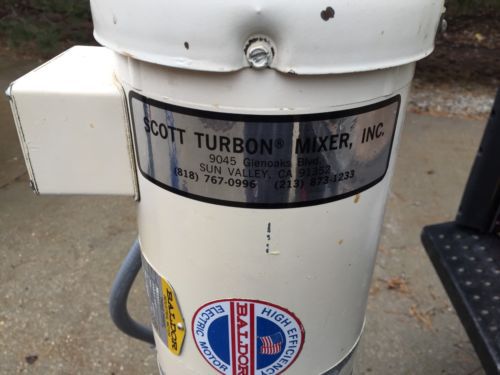 SCOTT TURBON® MIXER, INC.
9045 Glenoaks Blvd.
SUN VALLEY, CA 91352
(818) 767-0996 (213) 873-1233
BALDOR
HIGH EFFICIENCY
BALDOR
ELECTRIC MOTOR